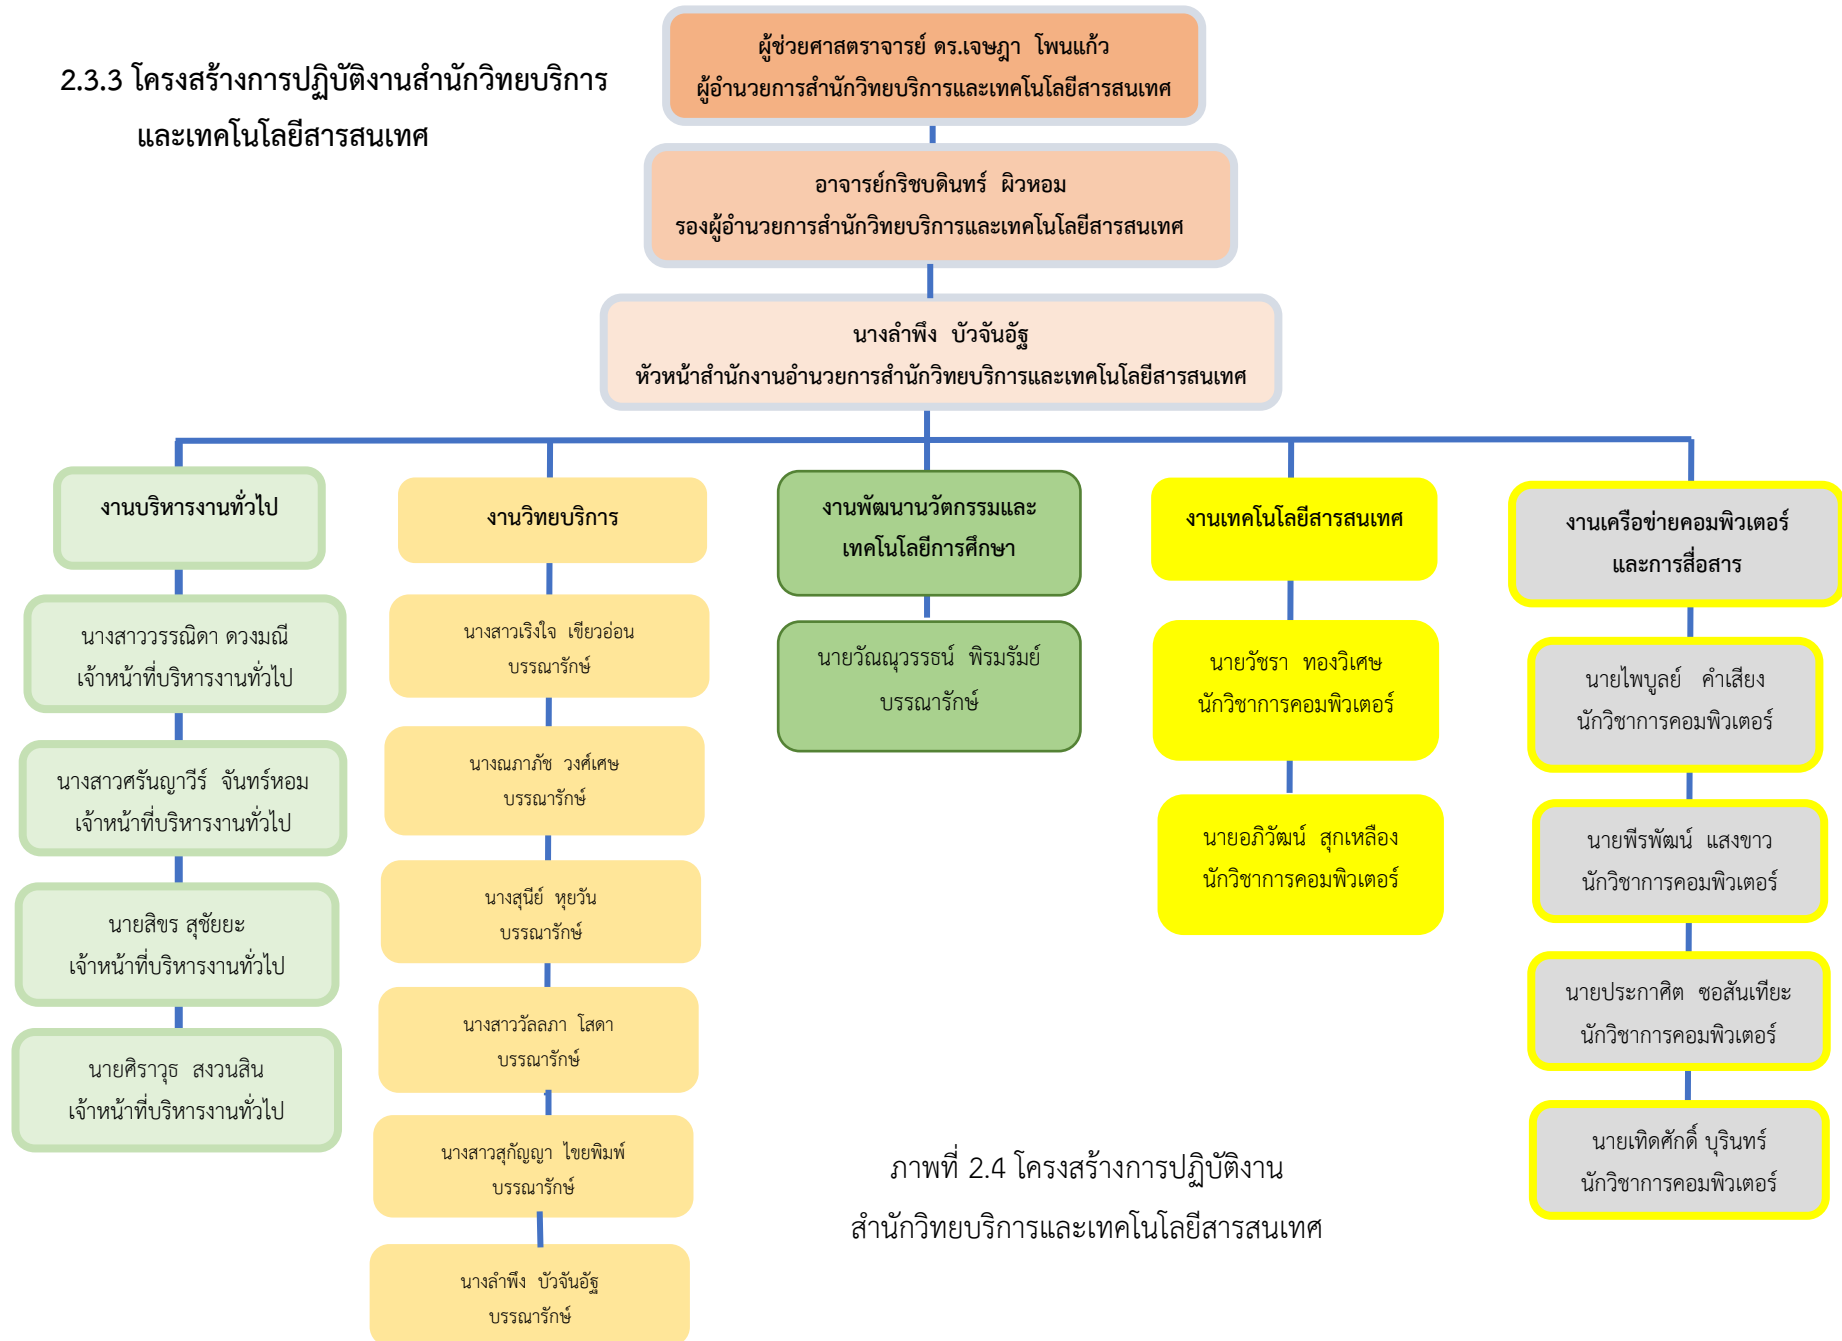 2.3.3 โครงสร้างการปฏิบัติงานสำนักวิทยบริการ
และเทคโนโลยีสารสนเทศ
ผู้ช่วยศาสตราจารย์ ดร.เจษฎา โพนแก้ว
ผู้อำนวยการสำนักวิทยบริการและเทคโนโลยีสารสนเทศ
อาจารย์กริชบดินทร์ ผิวหอม
รองผู้อำนวยการสำนักวิทยบริการและเทคโนโลยีสารสนเทศ
นางลำพึง บัวจันอัฐ
หัวหน้าสำนักงานอำนวยการสำนักวิทยบริการและเทคโนโลยีสารสนเทศ
งานบริหารงานทั่วไป
นางสาววรรณิดา ดวงมณี
เจ้าหน้าที่บริหารงานทั่วไป
นางสาวศรันญาวีร์ จันทร์หอม
เจ้าหน้าที่บริหารงานทั่วไป
นายสิขร สุชัยยะ
เจ้าหน้าที่บริหารงานทั่วไป
นายศิราวุธ สงวนสิน
เจ้าหน้าที่บริหารงานทั่วไป
งานวิทยบริการ
นางสาวเริงใจ เขียวอ่อน
บรรณารักษ์
นางณภาภัช วงศ์เศษ
บรรณารักษ์
นางสุนีย์ หุยวัน
บรรณารักษ์
นางสาววัลลภา โสดา
บรรณารักษ์
นางสาวสุกัญญา ไขยพิมพ์
บรรณารักษ์
นางลำพึง บัวจันอัฐ
บรรณารักษ์
งานพัฒนานวัตกรรมและ
เทคโนโลยีการศึกษา
นายวัณณุวรรธน์ พิรมรัมย์
บรรณารักษ์
งานเทคโนโลยีสารสนเทศ
นายวัชรา ทองวิเศษ
นักวิชาการคอมพิวเตอร์
นายอภิวัฒน์ สุกเหลือง
นักวิชาการคอมพิวเตอร์
งานเครือข่ายคอมพิวเตอร์
และการสื่อสาร
นายไพบูลย์ คำเสียง
นักวิชาการคอมพิวเตอร์
นายพีรพัฒน์ แสงขาว
นักวิชาการคอมพิวเตอร์
นายประกาศิต ซอสันเทียะ
นักวิชาการคอมพิวเตอร์
นายเทิดศักดิ์ บุรินทร์
นักวิชาการคอมพิวเตอร์
ภาพที่ 2.4 โครงสร้างการปฏิบัติงาน
สำนักวิทยบริการและเทคโนโลยีสารสนเทศ